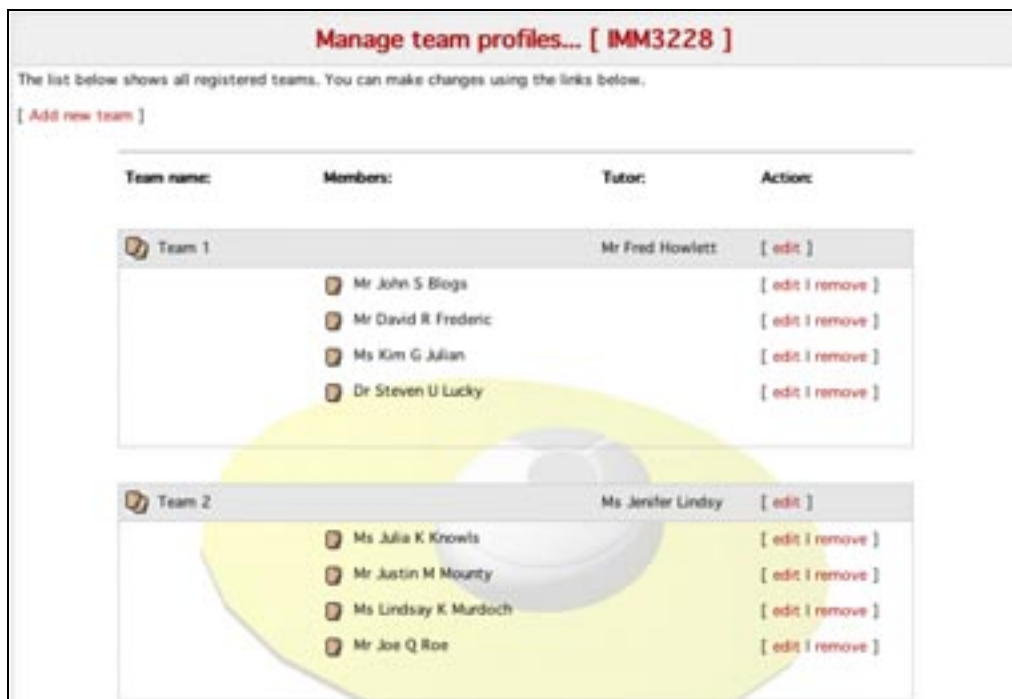 Manage team profiles... [ IMM3228 ]
The list below shows all registered teams. You can make changes using the links below.
[ Add new team ]
Team name: Members: Tutor: Action:
Team 1 Mr Fred Howlett [ edit ]
Mr John S Blogs [ edit | remove ]
Mr David R Frederic [ edit | remove ]
Ms Kim G Julian [ edit | remove ]
Dr Steven U Lucky [ edit | remove ]
Team 2 Ms Jenifer Lindsy [ edit ]
Ms Julia K Knowls [ edit | remove ]
Mr Justin M Mounty [ edit | remove ]
Ms Lindsay K Murdoch [ edit | remove ]
Mr Joe Q Roe [ edit | remove ]